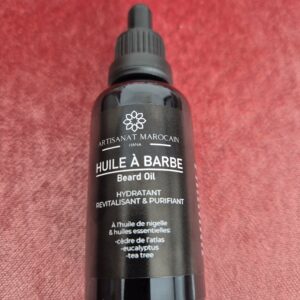 ARTISANAT MAROCAIN
HUILE À BARBE
Beard Oil
HYDRATANT
REVITALISANT & PURIFIANT
À l'huile de nigelle
& huiles essentielles:
-cèdre de l'atlas
-eucalyptus
-tea tree